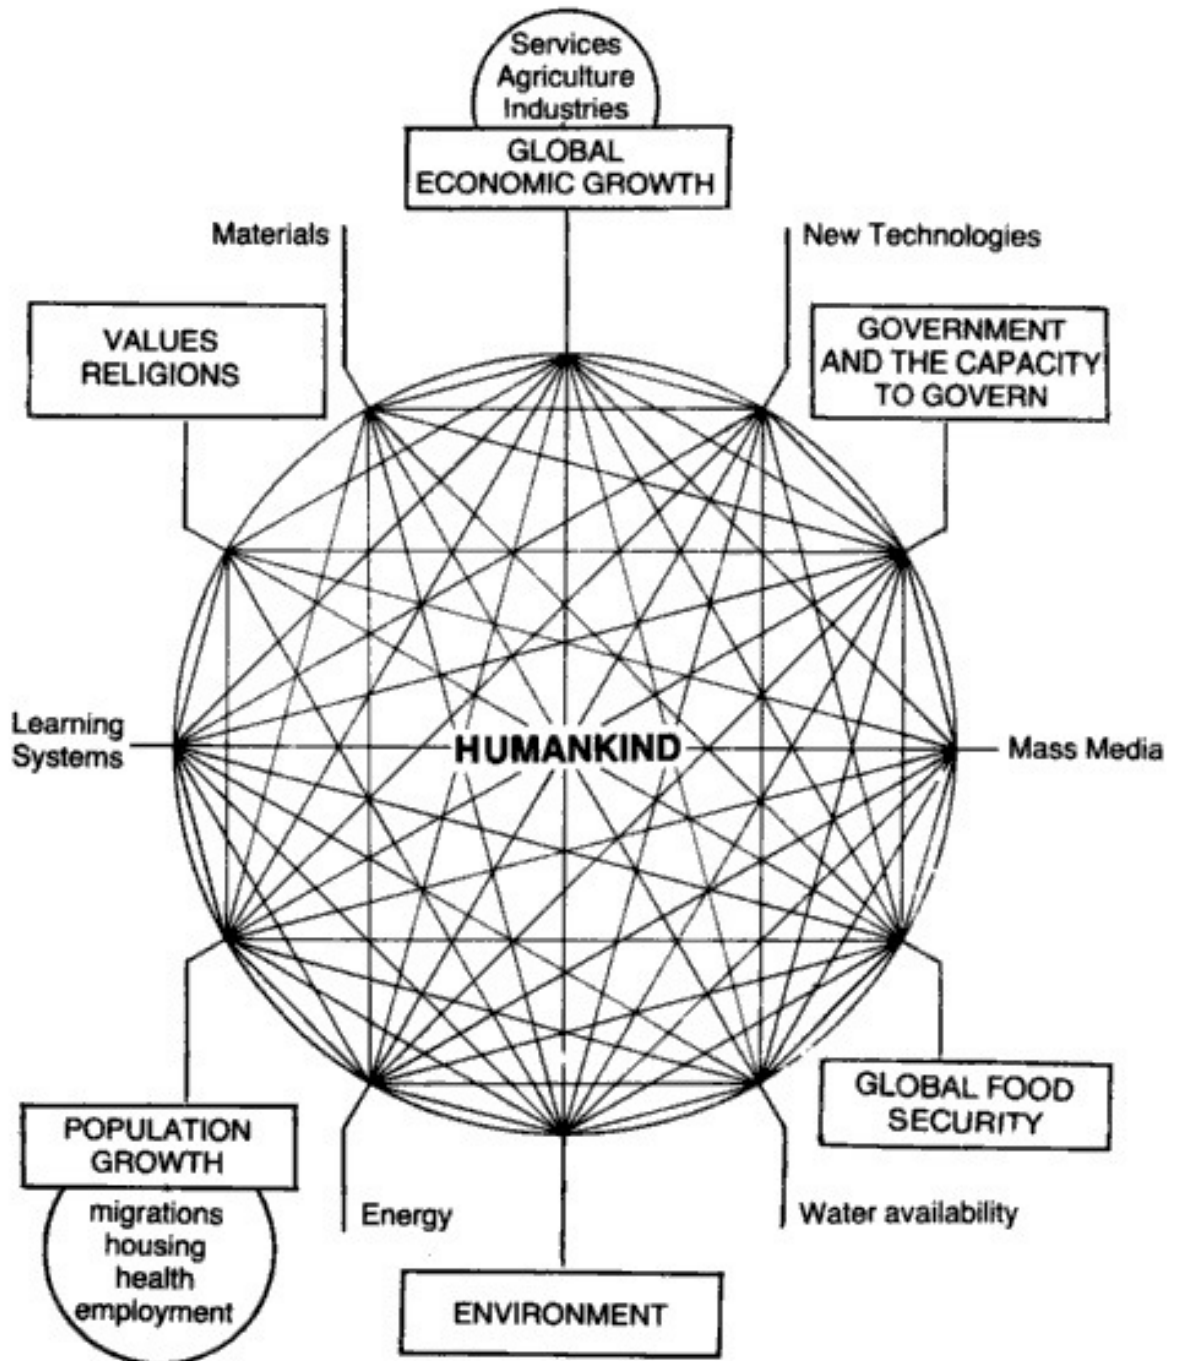 Services
Agriculture
Industries
GLOBAL
ECONOMIC GROWTH
Materials
New Technologies
VALUES
RELIGIONS
GOVERNMENT
AND THE CAPACITY
TO GOVERN
Learning
Systems
HUMANKIND
Mass Media
POPULATION
GROWTH
migrations
housing
health
employment
Energy
ENVIRONMENT
Water availability
GLOBAL FOOD
SECURITY